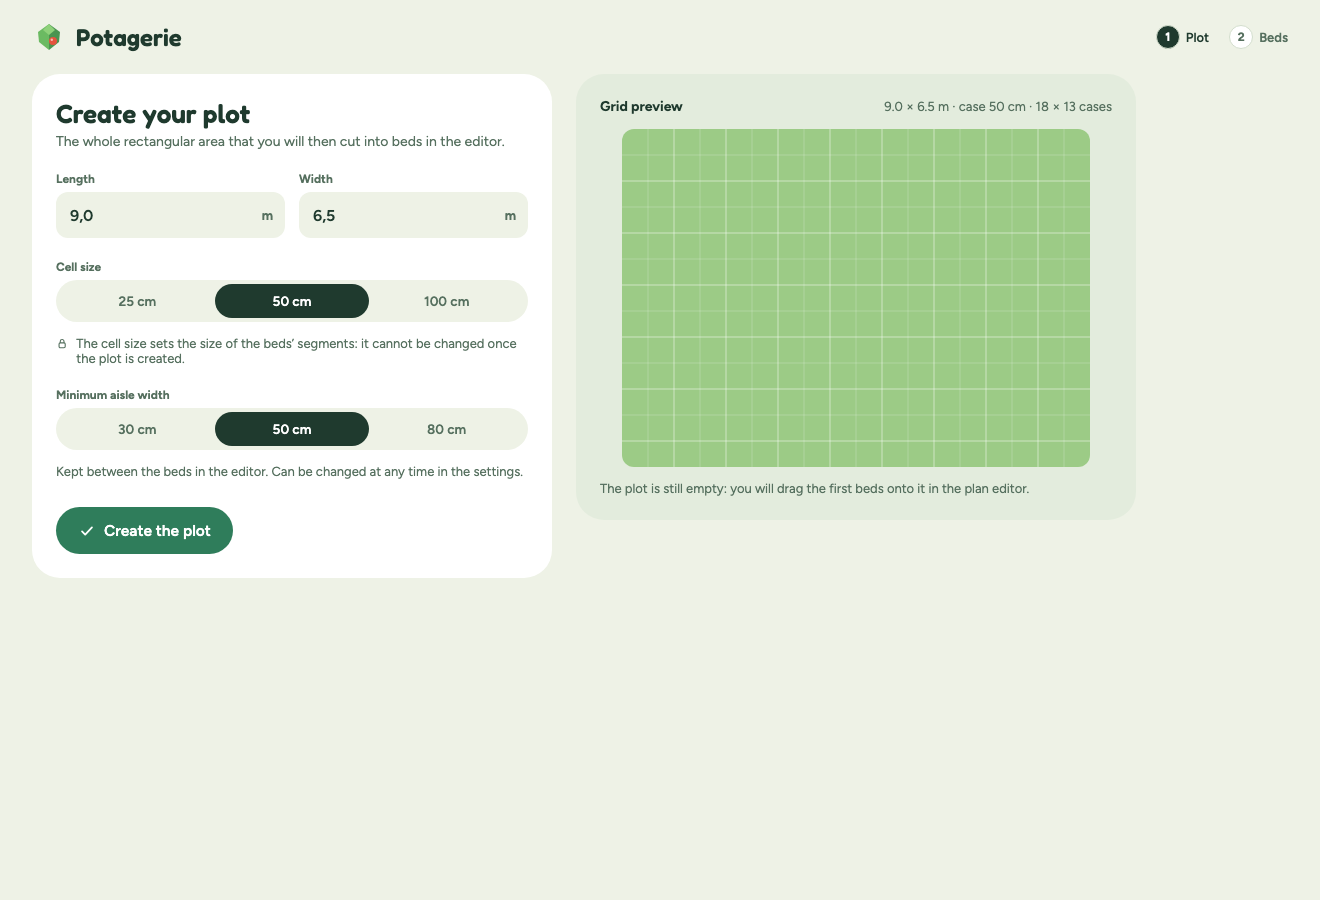 Potagerie
1 Plot
2 Beds
Create your plot
The whole rectangular area that you will then cut into beds in the editor.
Length
Width
9,0 m
6,5 m
Cell size
25 cm
50 cm
100 cm
The cell size sets the size of the beds’ segments: it cannot be changed once
the plot is created.
Minimum aisle width
30 cm
50 cm
80 cm
Kept between the beds in the editor. Can be changed at any time in the settings.
Create the plot
Grid preview
9.0 × 6.5 m · case 50 cm · 18 × 13 cases
The plot is still empty: you will drag the first beds onto it in the plan editor.